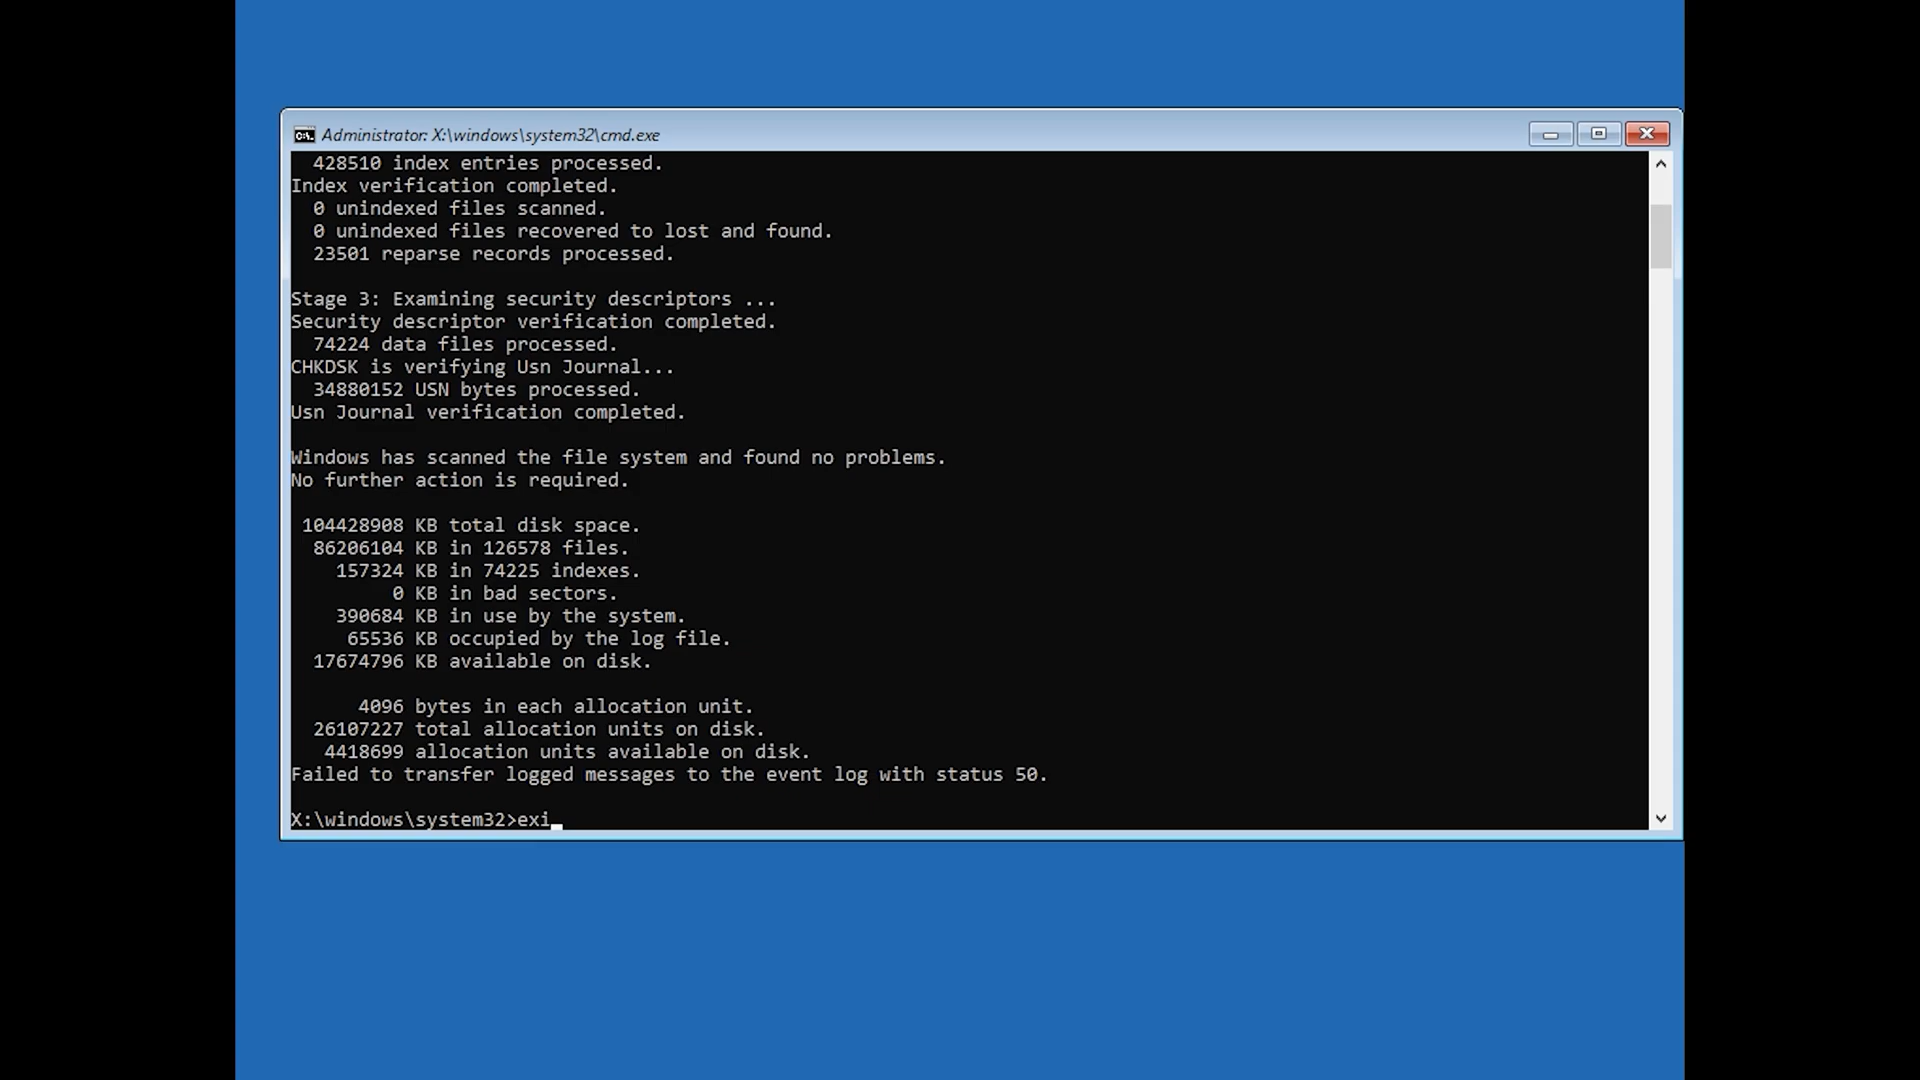 Administrator: X:\windows\system32\cmd.exe
428510 index entries processed.
Index verification completed.
0 unindexed files scanned.
0 unindexed files recovered to lost and found.
23501 reparse records processed.
Stage 3: Examining security descriptors ...
Security descriptor verification completed.
74224 data files processed.
CHKDSK is verifying Usn Journal...
34880152 USN bytes processed.
Usn Journal verification completed.
Windows has scanned the file system and found no problems.
No further action is required.
104428908 KB total disk space.
86206104 KB in 126578 files.
157324 KB in 74225 indexes.
0 KB in bad sectors.
390684 KB in use by the system.
65536 KB occupied by the log file.
17674796 KB available on disk.
4096 bytes in each allocation unit.
26107227 total allocation units on disk.
4418699 allocation units available on disk.
Failed to transfer logged messages to the event log with status 50.
X:\windows\system32>exi